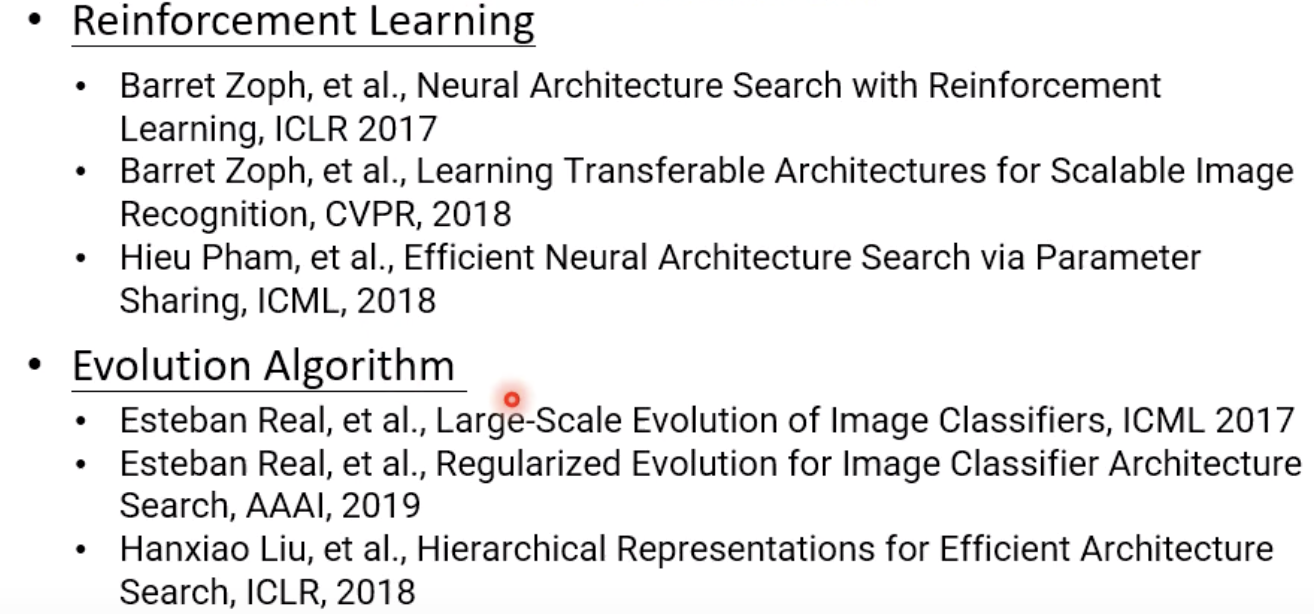 • Reinforcement Learning
• Barret Zoph, et al., Neural Architecture Search with Reinforcement
Learning, ICLR 2017
• Barret Zoph, et al., Learning Transferable Architectures for Scalable Image
Recognition, CVPR, 2018
• Hieu Pham, et al., Efficient Neural Architecture Search via Parameter
Sharing, ICML, 2018
• Evolution Algorithm
• Esteban Real, et al., Large-Scale Evolution of Image Classifiers, ICML 2017
• Esteban Real, et al., Regularized Evolution for Image Classifier Architecture
Search, AAAI, 2019
• Hanxiao Liu, et al., Hierarchical Representations for Efficient Architecture
Search, ICLR, 2018